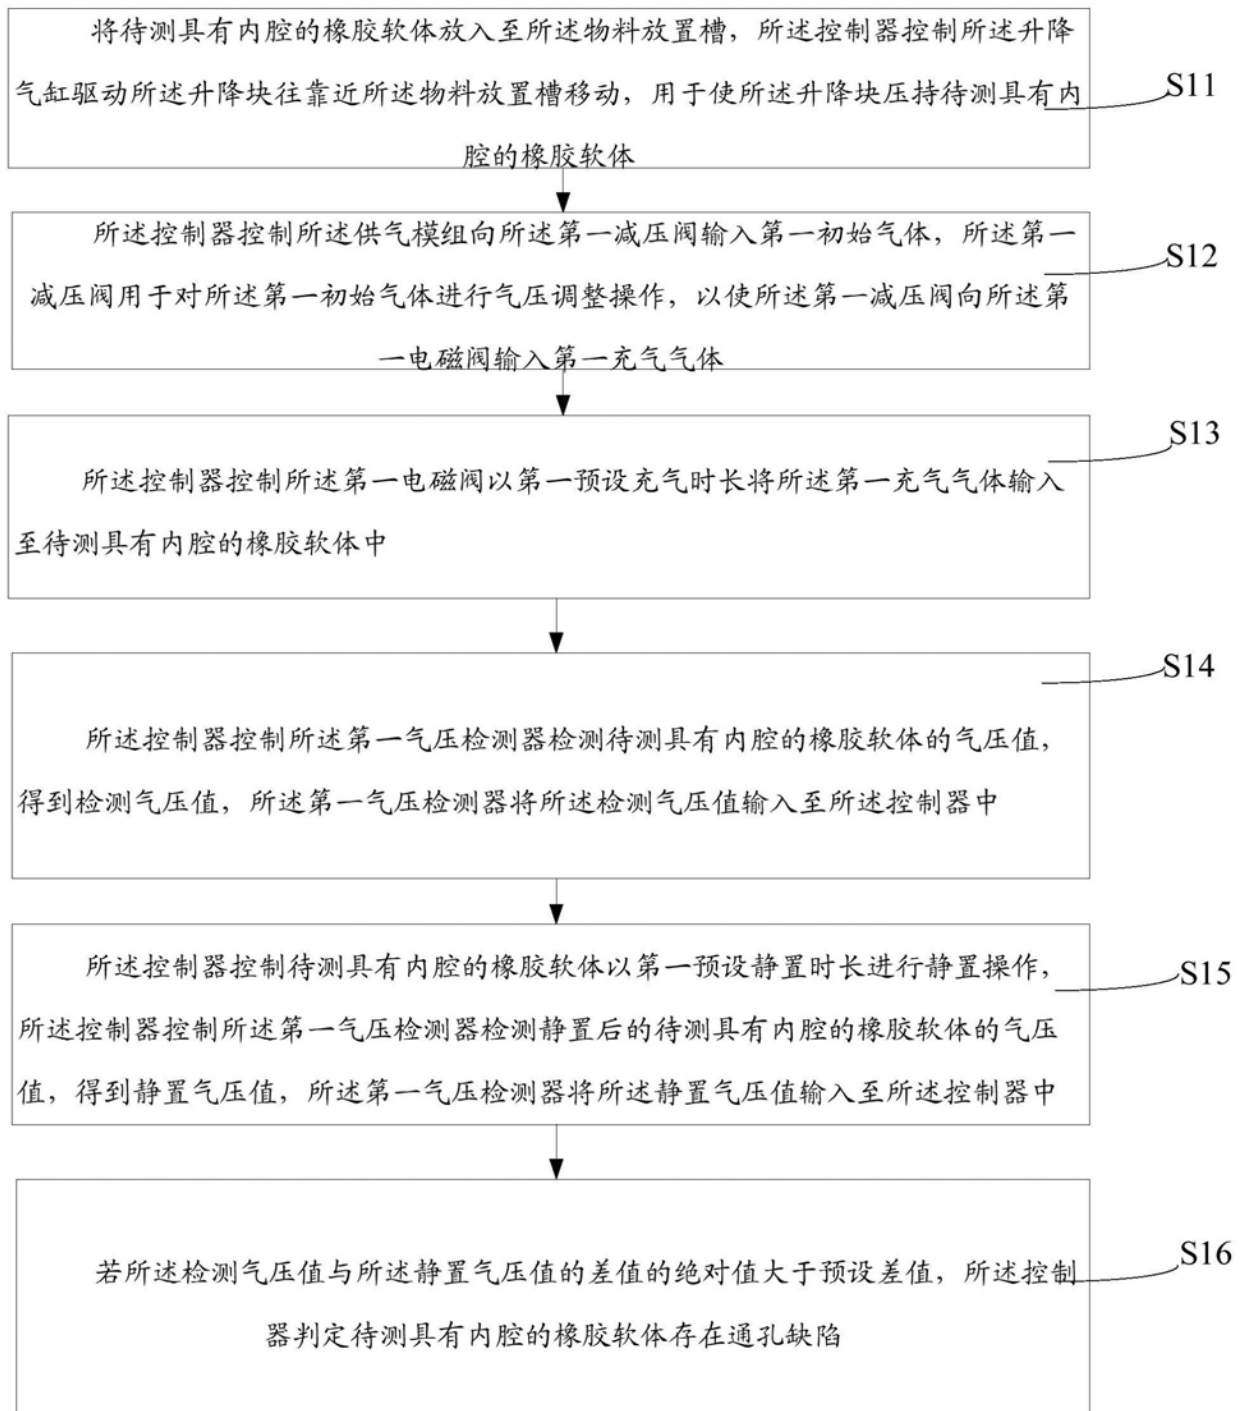 将待测具有内腔的橡胶软体放入至所述物料放置槽，所述控制器控制所述升降
气缸驱动所述升降块往靠近所述物料放置槽移动，用于使所述升降块压持待测具有内
腔的橡胶软体
S11
所述控制器控制所述供气模组向所述第一减压阀输入第一初始气体，所述第一
减压阀用于对所述第一初始气体进行气压调整操作，以使所述第一减压阀向所述第
一电磁阀输入第一充气气体
S12
所述控制器控制所述第一电磁阀以第一预设充气时长将所述第一充气气体输入
至待测具有内腔的橡胶软体中
S13
所述控制器控制所述第一气压检测器检测待测具有内腔的橡胶软体的气压值，
得到检测气压值，所述第一气压检测器将所述检测气压值输入至所述控制器中
S14
所述控制器控制待测具有内腔的橡胶软体以第一预设静置时长进行静置操作，
所述控制器控制所述第一气压检测器检测静置后的待测具有内腔的橡胶软体的气压
值，得到静置气压值，所述第一气压检测器将所述静置气压值输入至所述控制器中
S15
若所述检测气压值与所述静置气压值的差值的绝对值大于预设差值，所述控制
器判定待测具有内腔的橡胶软体存在通孔缺陷
S16